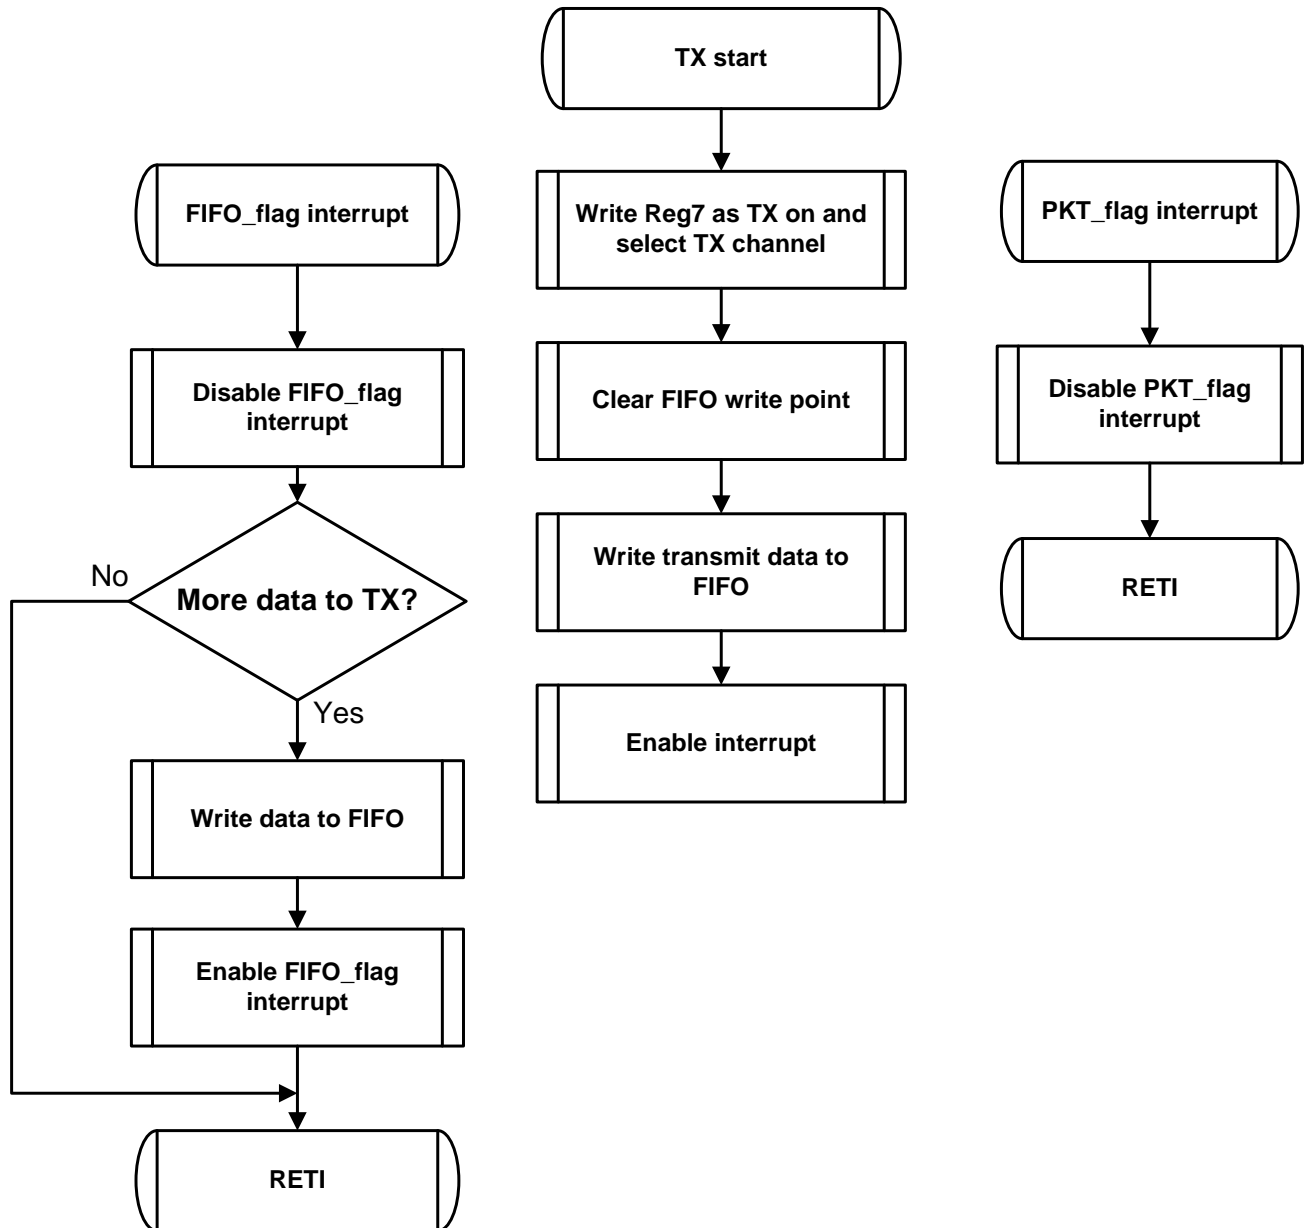 TX start
Write Reg7 as TX on and
select TX channel
Clear FIFO write point
Write transmit data to
FIFO
Enable interrupt
FIFO_flag interrupt
Disable FIFO_flag
interrupt
More data to TX?
No
Yes
Write data to FIFO
Enable FIFO_flag
interrupt
RETI
PKT_flag interrupt
Disable PKT_flag
interrupt
RETI